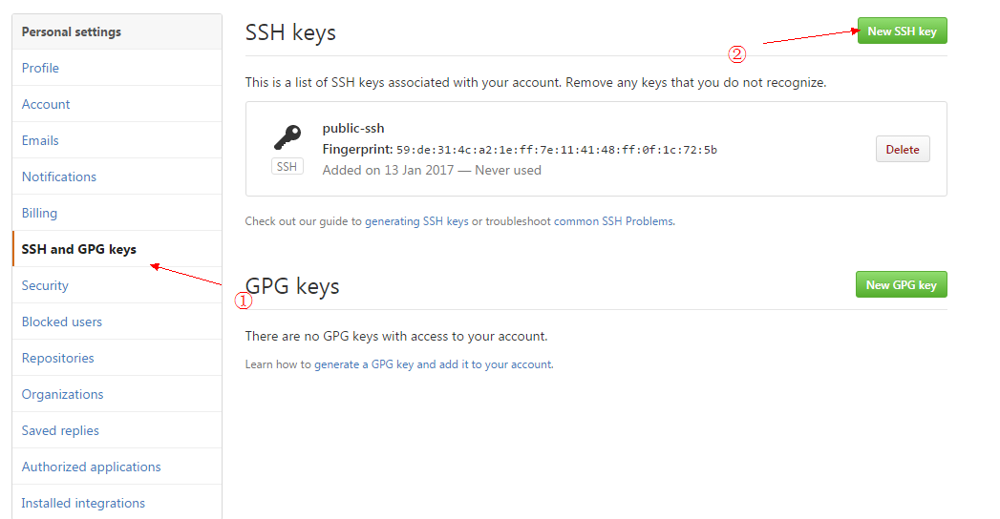 Personal settings
Profile
Account
Emails
Notifications
Billing
SSH and GPG keys
Security
Blocked users
Repositories
Organizations
Saved replies
Authorized applications
Installed integrations
SSH keys
New SSH key
②
This is a list of SSH keys associated with your account. Remove any keys that you do not recognize.
public-ssh
Fingerprint: 59:de:31:4c:a2:1e:ff:7e:11:41:48:ff:0f:1c:72:5b
SSH
Added on 13 Jan 2017 — Never used
Delete
Check out our guide to generating SSH keys or troubleshoot common SSH Problems.
GPG keys
New GPG key
①
There are no GPG keys with access to your account.
Learn how to generate a GPG key and add it to your account.